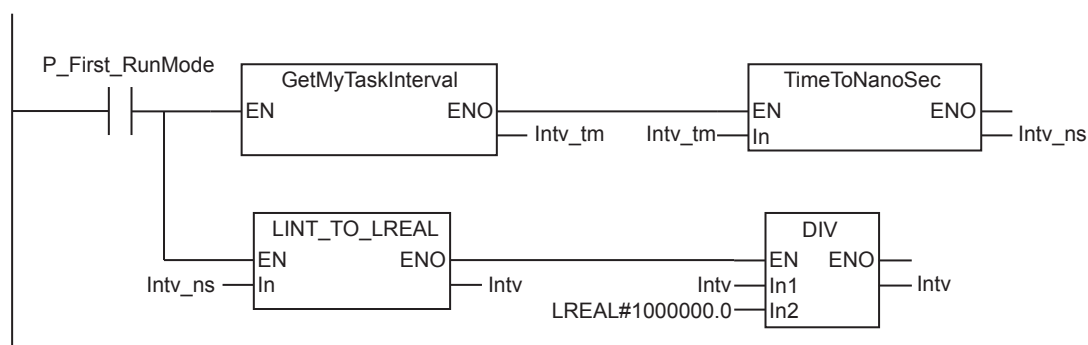 P_First_RunMode
GetMyTaskInterval
EN ENO
Intv_tm
TimeToNanoSec
EN ENO
Intv_tm In Intv_ns
LINT_TO_LREAL
EN ENO
Intv_ns In Intv
DIV
EN ENO
Intv In1 Intv
LREAL#1000000.0 In2